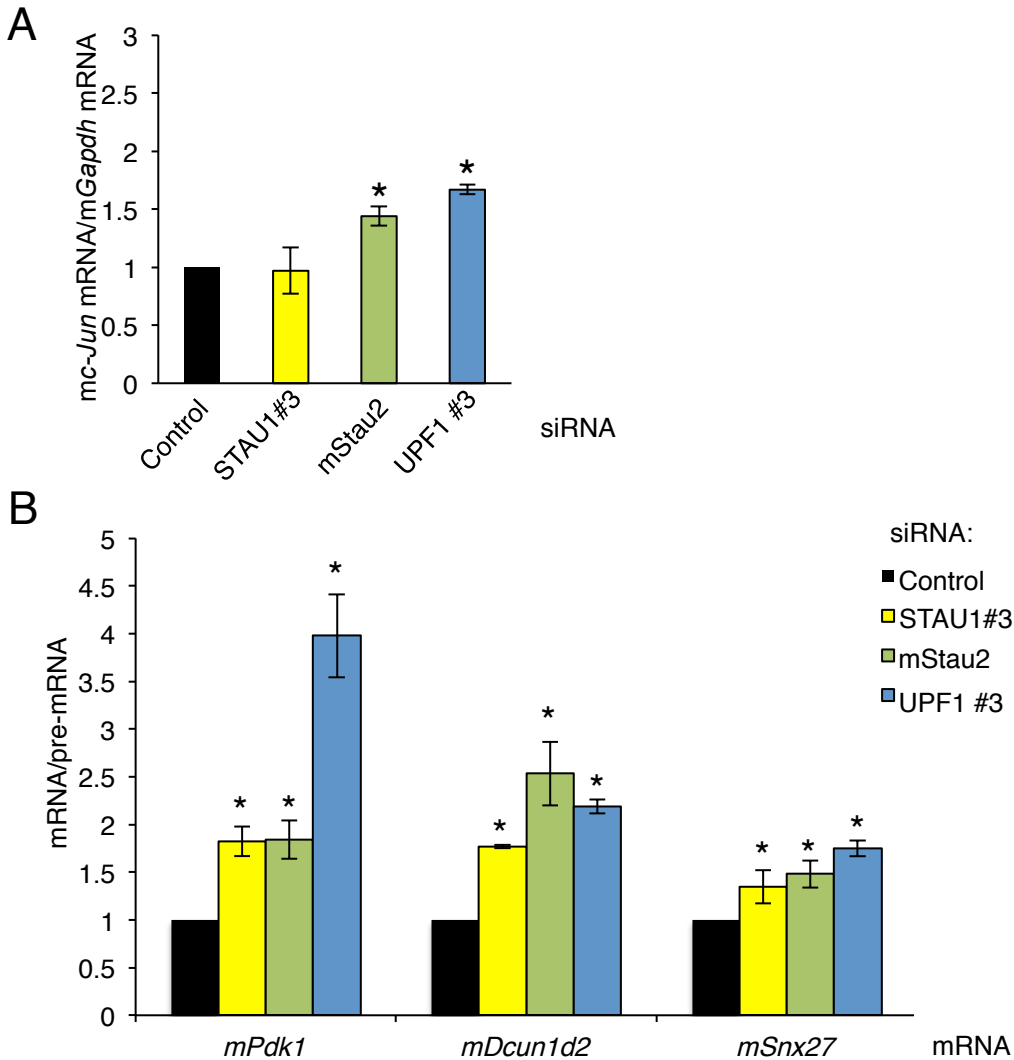 A
mc-Jun mRNA/mGapdh mRNA
3
2.5
2
1.5
1
0.5
0
* *
Control STAU1#3 mStau2 UPF1 #3
siRNA
B
mRNA/pre-mRNA
5
4.5
4
3.5
3
2.5
2
1.5
1
0.5
0
* * * * * * * * *
siRNA:
Control
STAU1#3
mStau2
UPF1 #3
mPdk1 mDcun1d2 mSnx27 mRNA